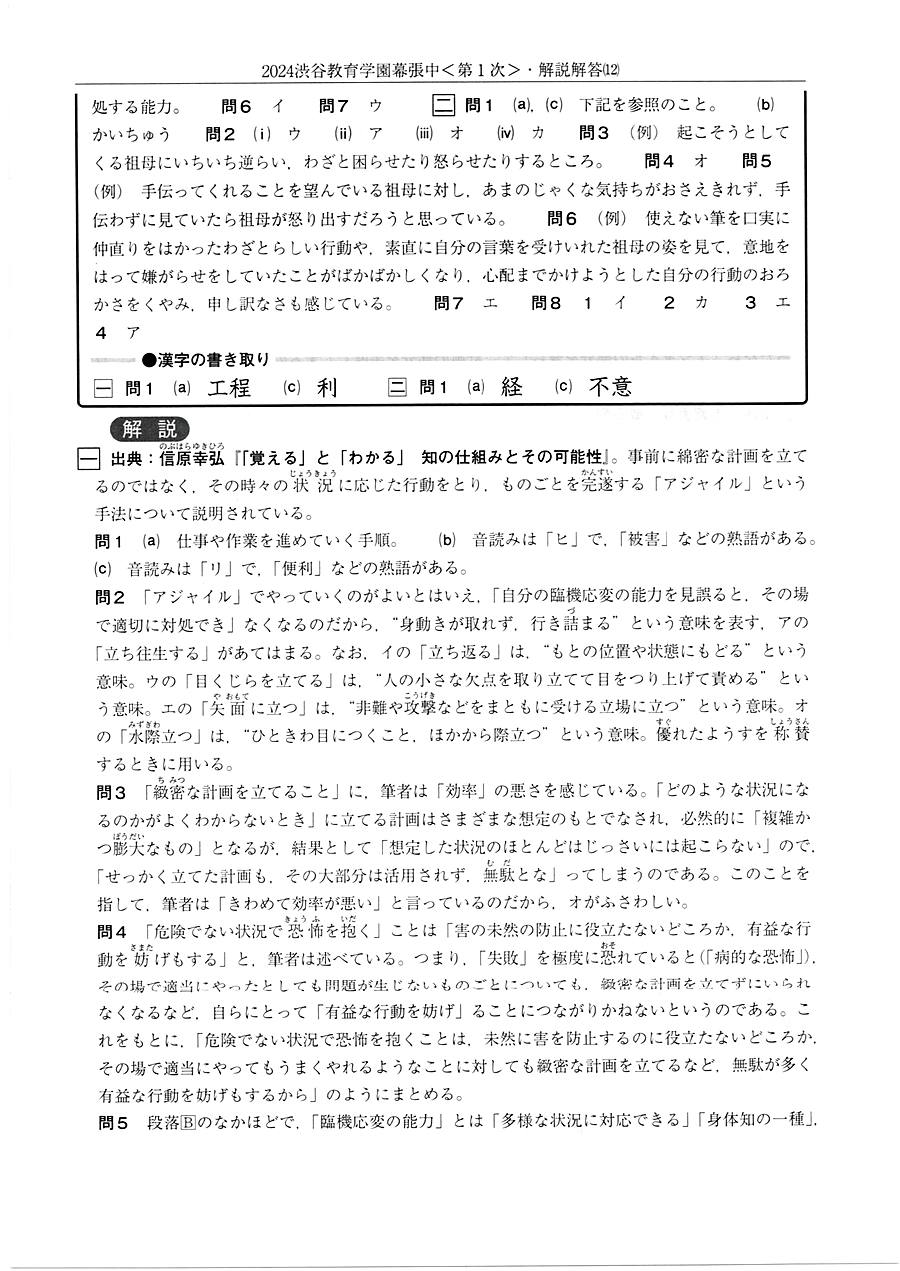 2024渋谷教育学園幕張中＜第1次＞・解説解答⑿
処する能力。　問6　イ　問7　ウ　二　問1　(a)，(c)　下記を参照のこと。　(b)
かいちゅう　問2　(ⅰ)　ウ　(ⅱ)　ア　(ⅲ)　オ　(ⅳ)　カ　問3　（例）　起こそうとして
くる祖母にいちいち逆らい，わざと困らせたり怒らせたりするところ。　問4　オ　問5
（例）　手伝ってくれることを望んでいる祖母に対し，あまのじゃくな気持ちがおさえきれず，手
伝わずに見ていたら祖母が怒り出すだろうと思っている。　問6　（例）　使えない筆を口実に
仲直りをはかったわざとらしい行動や，素直に自分の言葉を受けいれた祖母の姿を見て，意地を
はって嫌がらせをしていたことがばかばかしくなり，心配までかけようとした自分の行動のおろ
かさをくやみ，申し訳なさも感じている。　問7　エ　問8　1　イ　2　カ　3　エ
4　ア
●漢字の書き取り
一　問1　(a)　工程　(c)　利　二　問1　(a)　経　(c)　不意
解説
一　出典：信原幸弘『「覚える」と「わかる」　知の仕組みとその可能性』。事前に綿密な計画を立て
るのではなく，その時々の状況に応じた行動をとり，ものごとを完遂する「アジャイル」という
手法について説明されている。
問1　(a)　仕事や作業を進めていく手順。　(b)　音読みは「ヒ」で，「被害」などの熟語がある。
(c)　音読みは「リ」で，「便利」などの熟語がある。
問2　「アジャイル」でやっていくのがよいとはいえ，「自分の臨機応変の能力を見誤ると，その場
で適切に対処でき」なくなるのだから，“身動きが取れず，行き詰まる”という意味を表す，アの
「立ち往生する」があてはまる。なお，イの「立ち返る」は，“もとの位置や状態にもどる”という
意味。ウの「目くじらを立てる」は，“人の小さな欠点を取り立てて目をつり上げて責める”とい
う意味。エの「矢面に立つ」は，“非難や攻撃などをまともに受ける立場に立つ”という意味。オ
の「水際立つ」は，“ひときわ目につくこと，ほかから際立つ”という意味。優れたようすを称賛
するときに用いる。
問3　「緻密な計画を立てること」に，筆者は「効率」の悪さを感じている。「どのような状況にな
るのかがよくわからないとき」に立てる計画はさまざまな想定のもとでなされ，必然的に「複雑か
つ膨大なもの」となるが，結果として「想定した状況のほとんどはじっさいには起こらない」ので，
「せっかく立てた計画も，その大部分は活用されず，無駄とな」ってしまうのである。このことを
指して，筆者は「きわめて効率が悪い」と言っているのだから，オがふさわしい。
問4　「危険でない状況で恐怖を抱く」ことは「害の未然の防止に役立たないどころか，有益な行
動を妨げもする」と，筆者は述べている。つまり，「失敗」を極度に恐れていると（「病的な恐怖」），
その場で適当にやったとしても問題が生じないものごとについても，緻密な計画を立てずにいられ
なくなるなど，自らにとって「有益な行動を妨げ」ることにつながりかねないというのである。こ
れをもとに，「危険でない状況で恐怖を抱くことは，未然に害を防止するのに役立たないどころか，
その場で適当にやってもうまくやれるようなことに対しても緻密な計画を立てるなど，無駄が多く
有益な行動を妨げもするから」のようにまとめる。
問5　段落Ｂのなかほどで，「臨機応変の能力」とは「多様な状況に対応できる」「身体知の一種」，